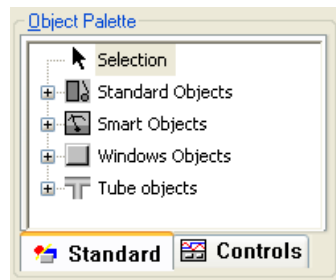 Object Palette
Selection
Standard Objects
Smart Objects
Windows Objects
Tube objects
Standard Controls